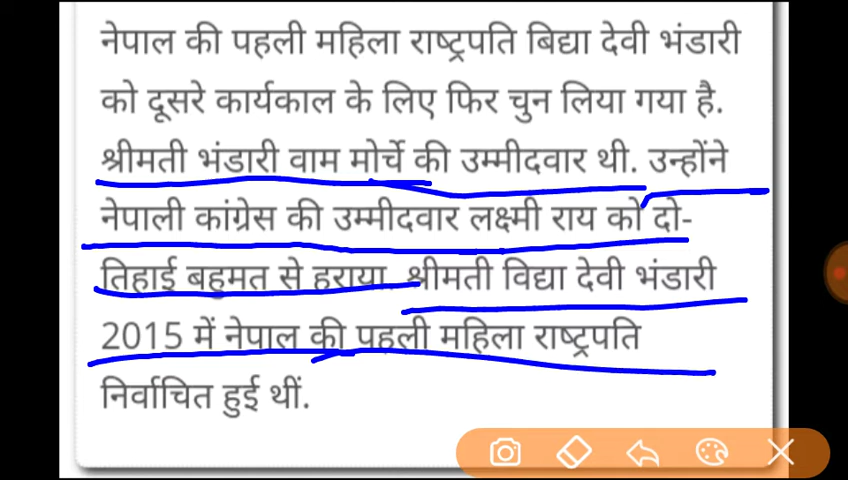 नेपाल की पहली महिला राष्ट्रपति बिद्या देवी भंडारी
को दूसरे कार्यकाल के लिए फिर चुन लिया गया है.
श्रीमती भंडारी वाम मोर्चे की उम्मीदवार थी. उन्होंने
नेपाली कांग्रेस की उम्मीदवार लक्ष्मी राय को दो-
तिहाई बहुमत से हराया. श्रीमती विद्या देवी भंडारी
2015 में नेपाल की पहली महिला राष्ट्रपति
निर्वाचित हुई थीं.